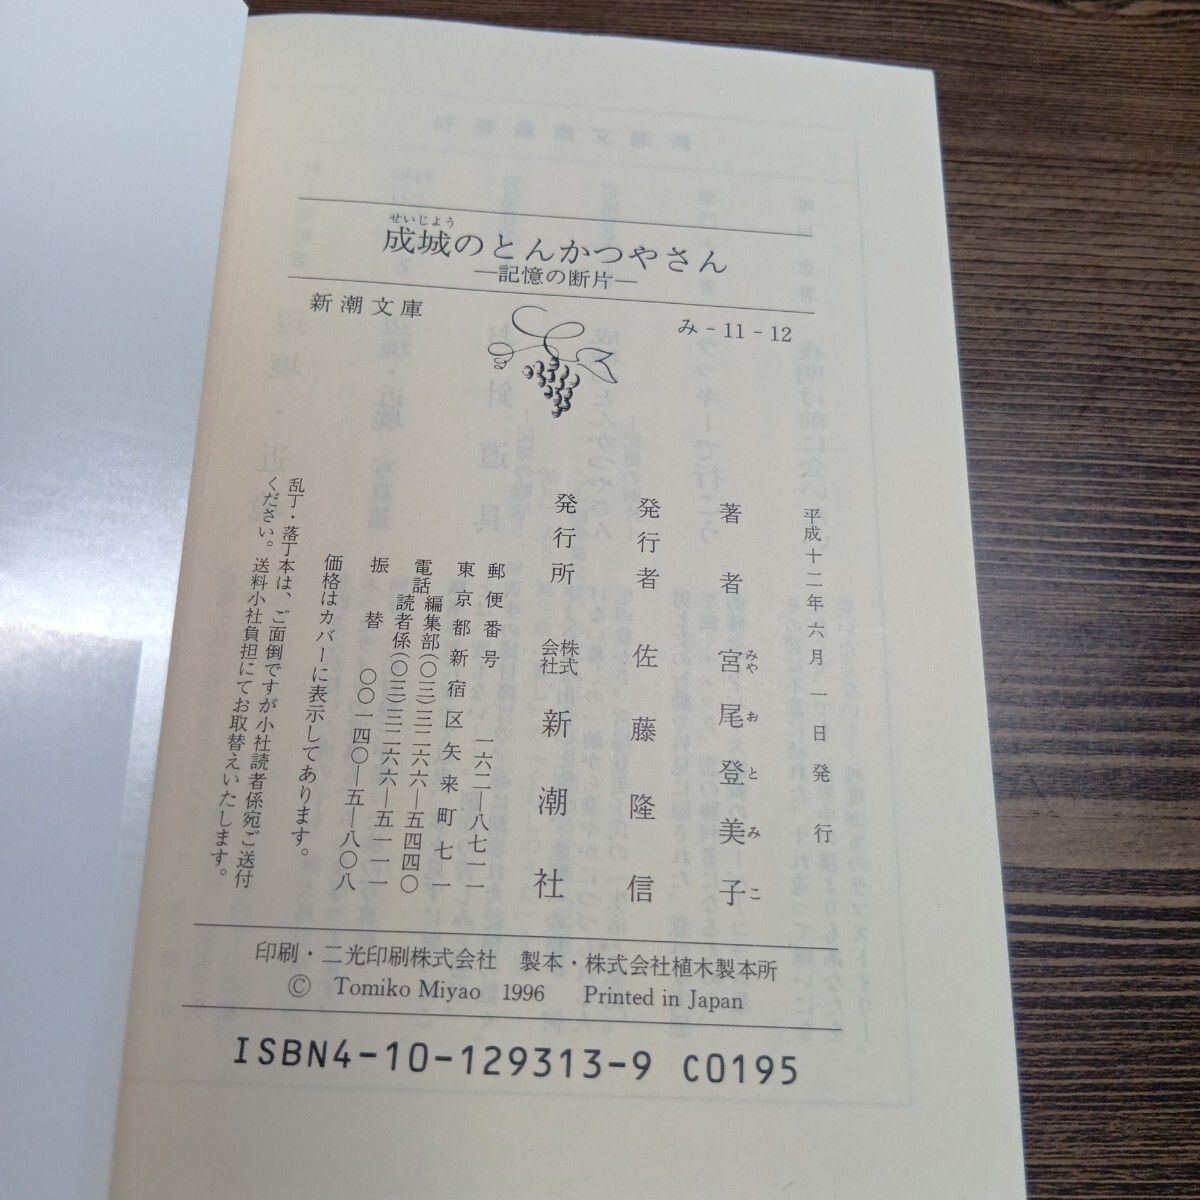 成城のとんかつやさん
せいじよう
―記憶の断片―
新潮文庫
み-11-12
平成十二年六月一日発行
著者 宮尾登美子
みやおとみこ
発行者 佐藤隆信
発行所 株式会社 新潮社
郵便番号 一六二―八七一一
東京都新宿区矢来町七一
電話 編集部(〇三)三二六六―五四四〇
読者係(〇三)三二六六―五一一一
振替 〇〇一四〇―五―八〇八
価格はカバーに表示してあります。
乱丁・落丁本は、ご面倒ですが小社読者係宛ご送付
ください。送料小社負担にてお取替えいたします。
印刷・二光印刷株式会社 製本・株式会社植木製本所
© Tomiko Miyao 1996 Printed in Japan
ISBN4-10-129313-9 C0195